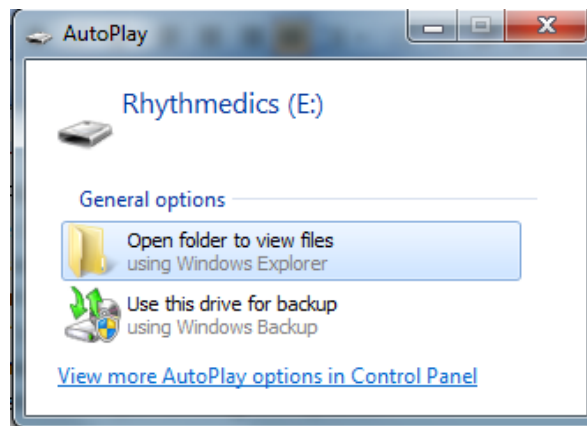 AutoPlay
Rhythmedics (E:)
General options
Open folder to view files
using Windows Explorer
Use this drive for backup
using Windows Backup
View more AutoPlay options in Control Panel